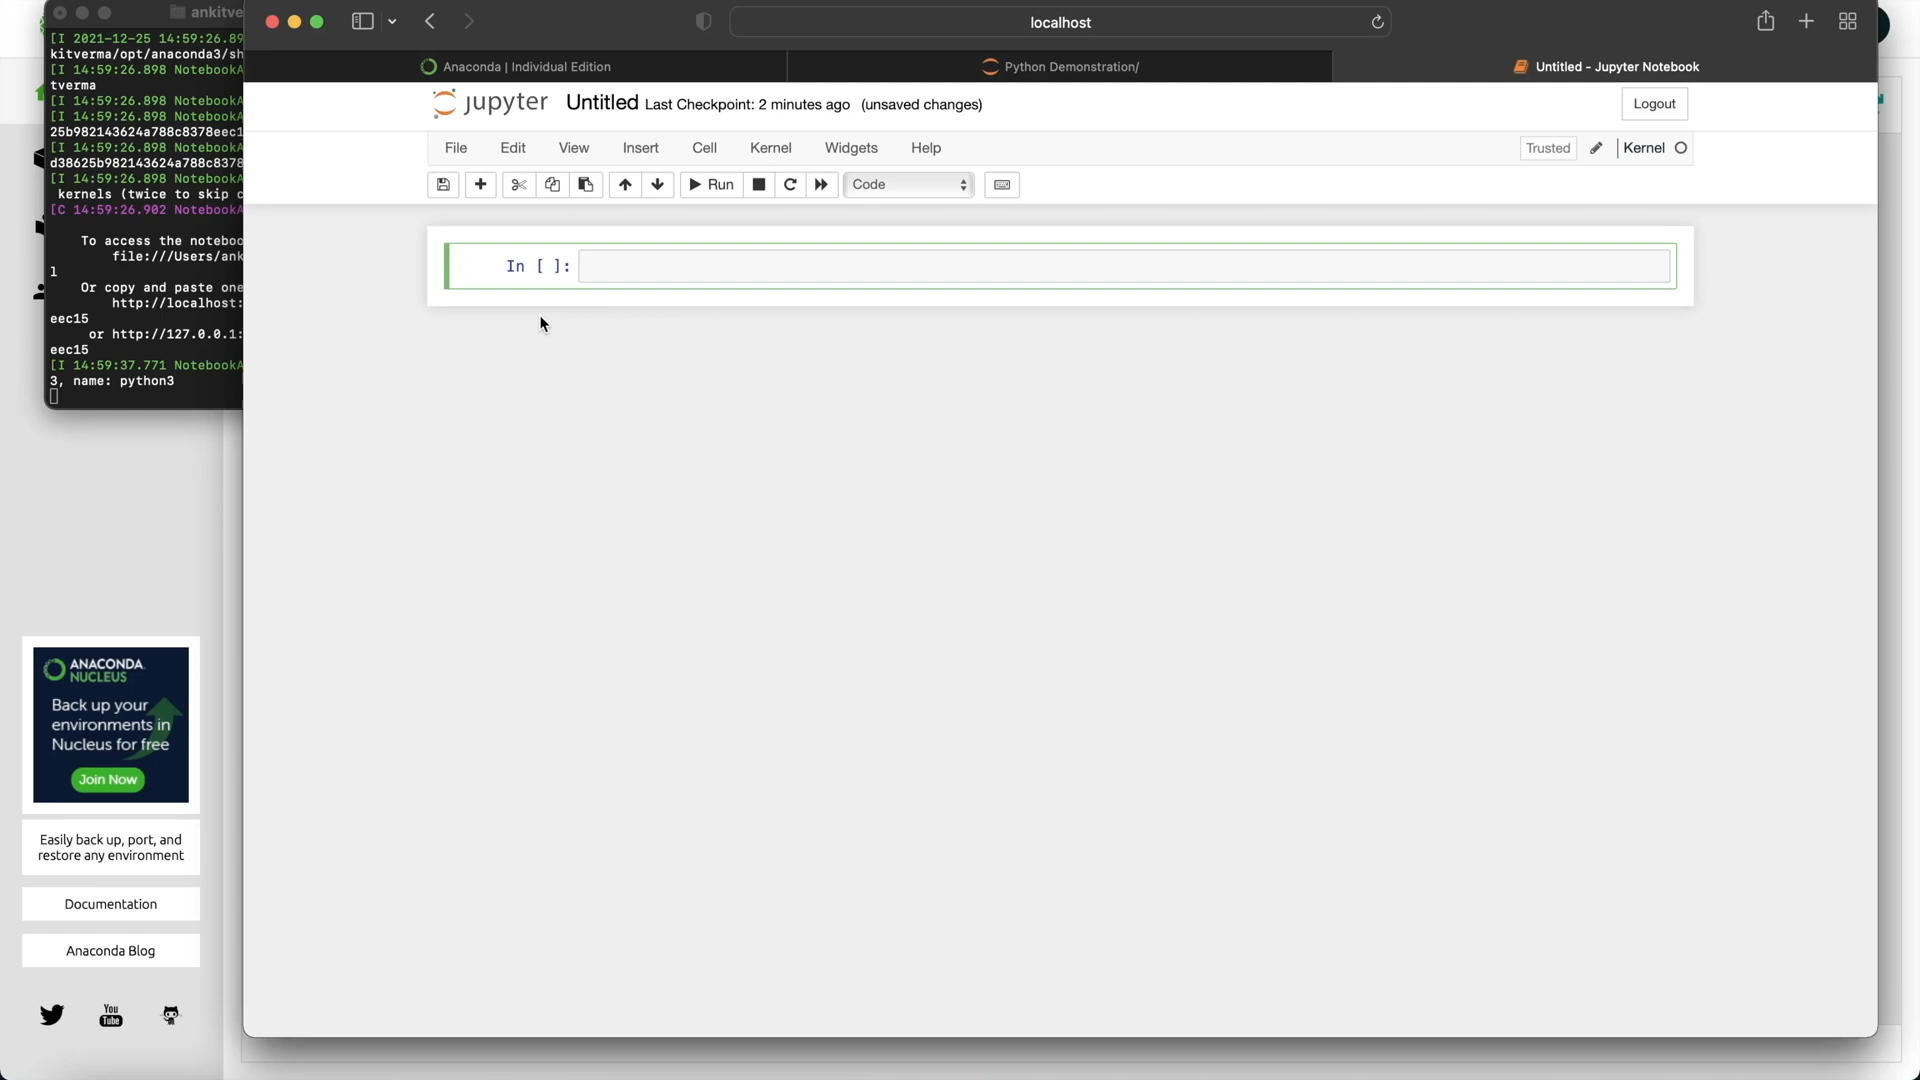 ankitve
[I 2021-12-25 14:59:26.89
kitverma/opt/anaconda3/sh
[I 14:59:26.898 NotebookA
tverma
[I 14:59:26.898 NotebookA
[I 14:59:26.898 NotebookA
25b982143624a788c8378eec1
[I 14:59:26.898 NotebookA
d38625b982143624a788c8378
[I 14:59:26.898 NotebookA
kernels (twice to skip c
[C 14:59:26.902 NotebookA
To access the noteboo
file:///Users/ank
l
Or copy and paste one
http://localhost:
eec15
or http://127.0.0.1:
eec15
[I 14:59:37.771 NotebookA
3, name: python3
localhost
Anaconda | Individual Edition
Python Demonstration/
Untitled - Jupyter Notebook
jupyter Untitled Last Checkpoint: 2 minutes ago (unsaved changes)
Logout
File Edit View Insert Cell Kernel Widgets Help
Trusted Kernel
Run Code
In [ ]:
ANACONDA
NUCLEUS
Back up your
environments in
Nucleus for free
Join Now
Easily back up, port, and
restore any environment
Documentation
Anaconda Blog
You
Tube